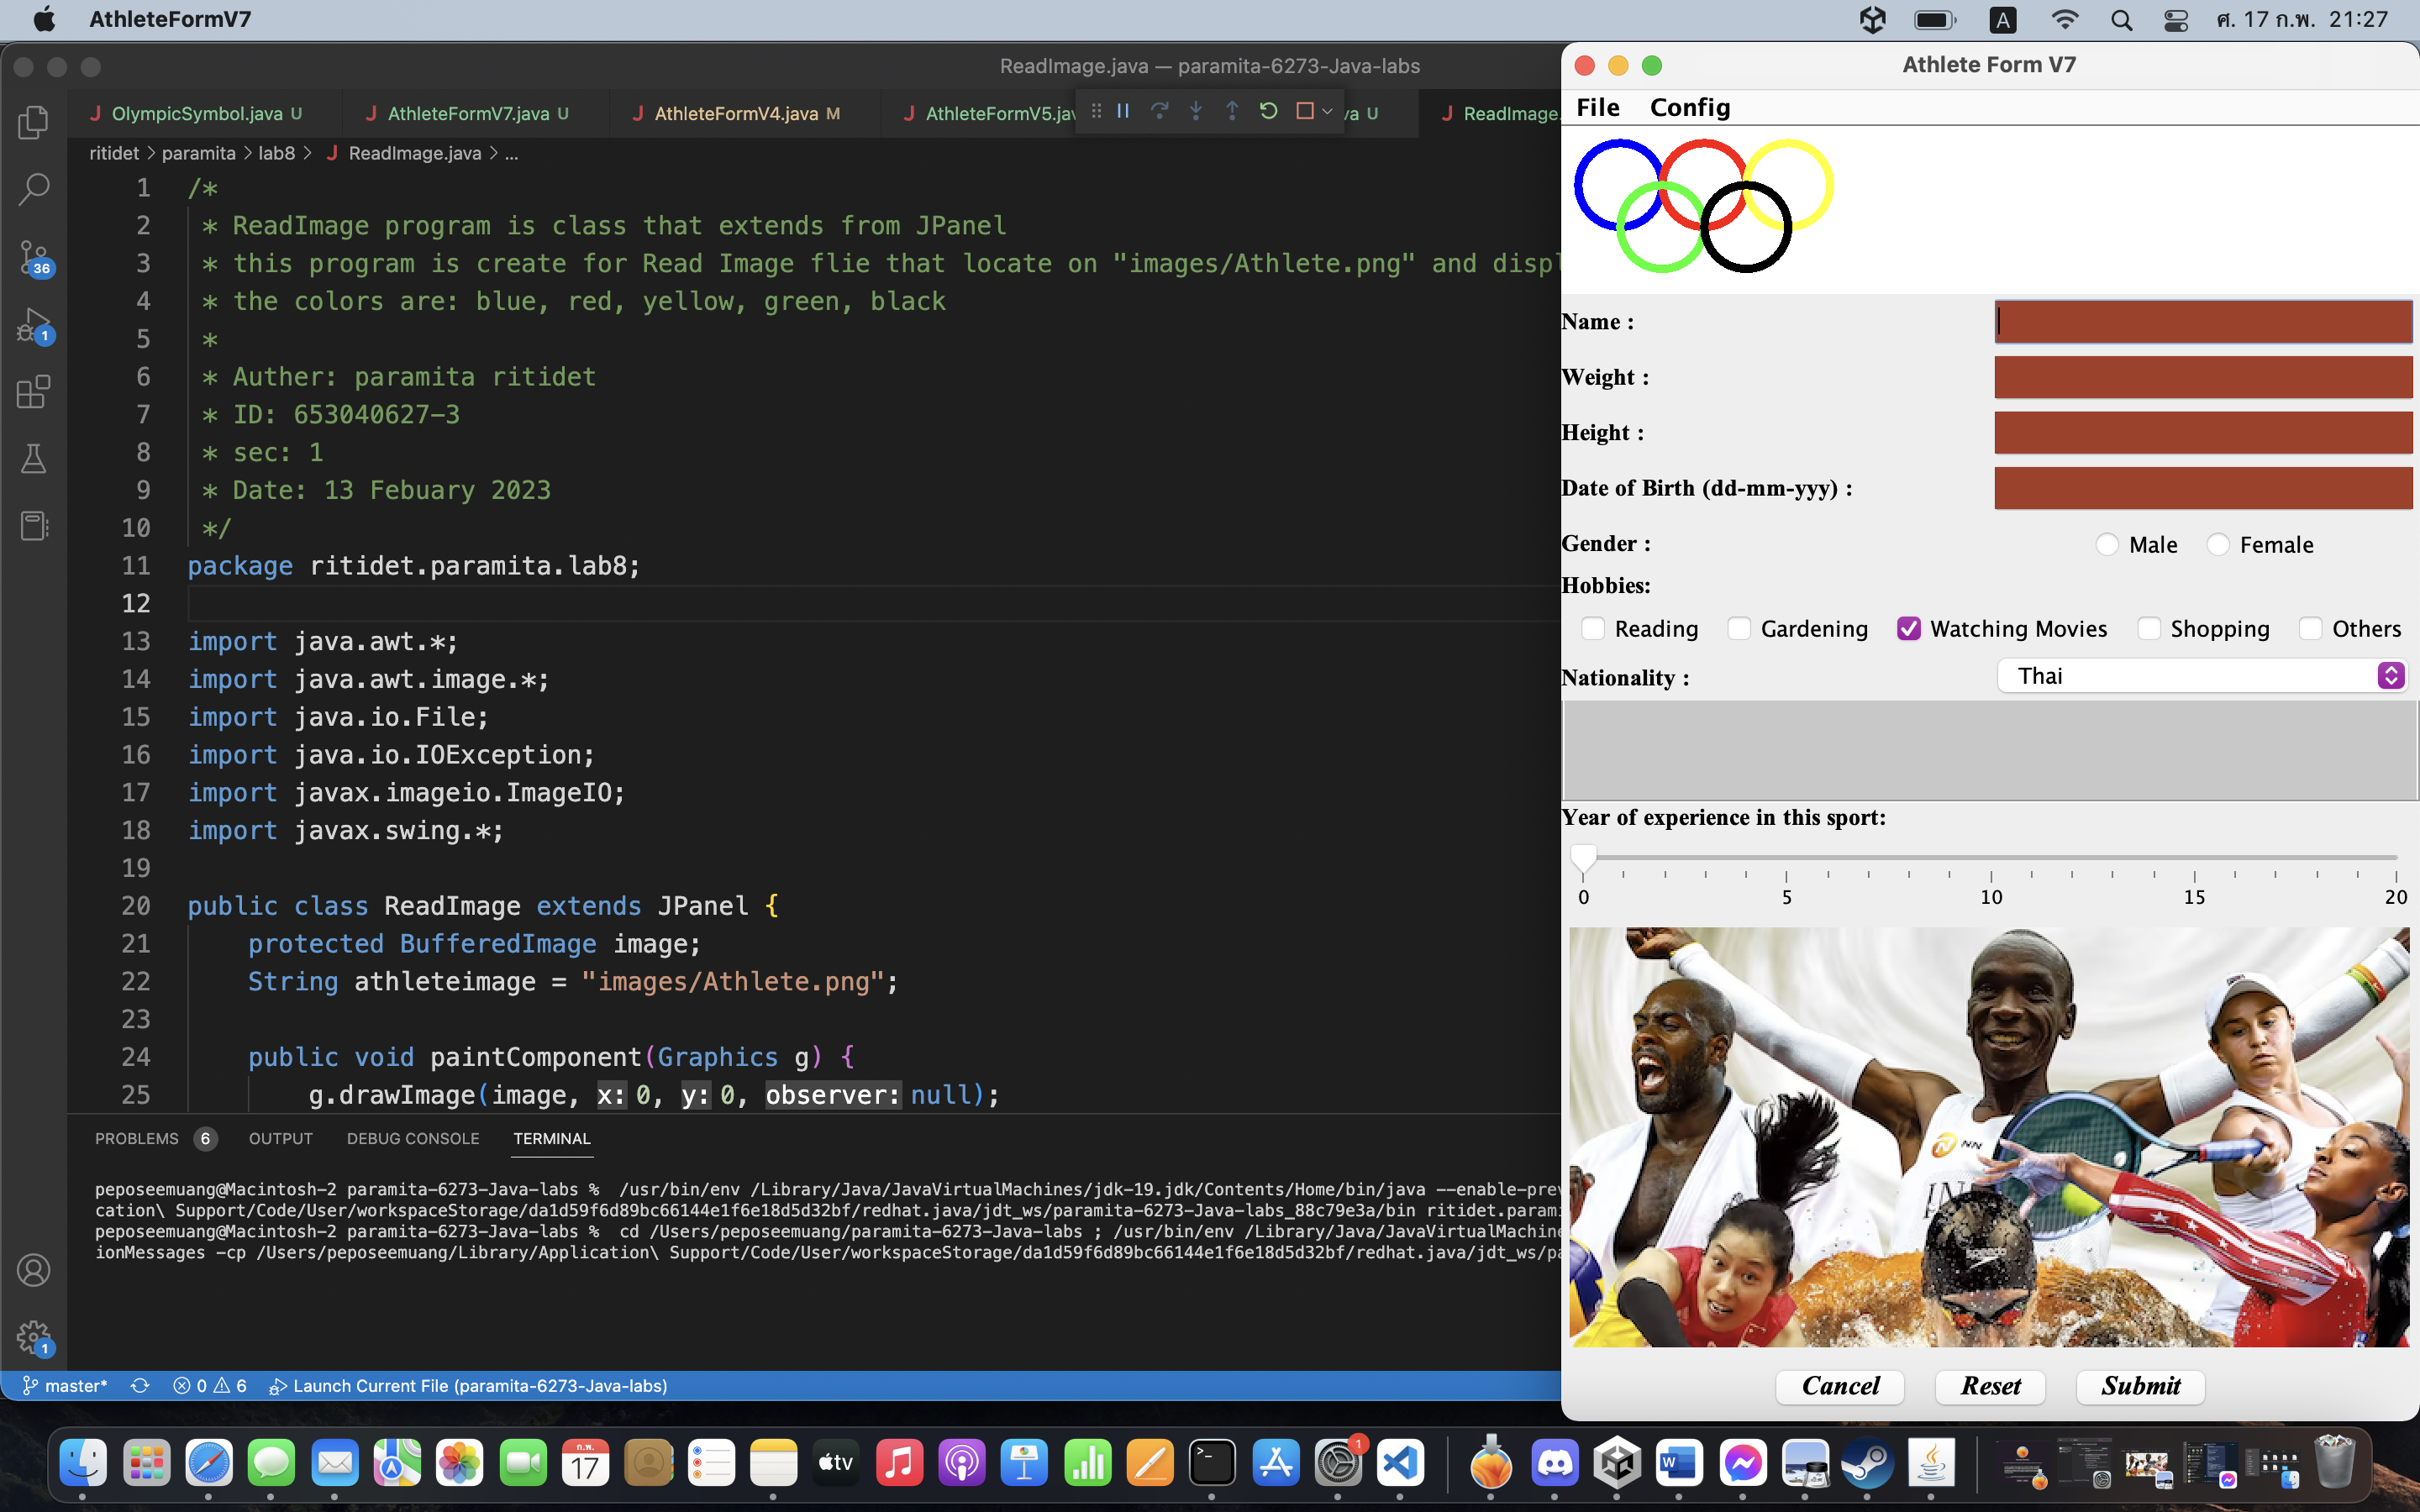 AthleteFormV7
A
ศ. 17 ก.พ. 21:27
ReadImage.java — paramita-6273-Java-labs
J OlympicSymbol.java U
J AthleteFormV7.java U
J AthleteFormV4.java M
J AthleteFormV5.jav
va U
J ReadImage.
ritidet > paramita > lab8 > J ReadImage.java > ...
1 /*
2 * ReadImage program is class that extends from JPanel
3 * this program is create for Read Image flie that locate on "images/Athlete.png" and displ
4 * the colors are: blue, red, yellow, green, black
5 *
6 * Auther: paramita ritidet
7 * ID: 653040627-3
8 * sec: 1
9 * Date: 13 Febuary 2023
10 */
11 package ritidet.paramita.lab8;
12
13 import java.awt.*;
14 import java.awt.image.*;
15 import java.io.File;
16 import java.io.IOException;
17 import javax.imageio.ImageIO;
18 import javax.swing.*;
19
20 public class ReadImage extends JPanel {
21 protected BufferedImage image;
22 String athleteimage = "images/Athlete.png";
23
24 public void paintComponent(Graphics g) {
25 g.drawImage(image, x: 0, y: 0, observer: null);
36
1
1
PROBLEMS 6 OUTPUT DEBUG CONSOLE TERMINAL
peposeemuang@Macintosh-2 paramita-6273-Java-labs % /usr/bin/env /Library/Java/JavaVirtualMachines/jdk-19.jdk/Contents/Home/bin/java --enable-prev
cation\ Support/Code/User/workspaceStorage/da1d59f6d89bc66144e1f6e18d5d32bf/redhat.java/jdt_ws/paramita-6273-Java-labs_88c79e3a/bin ritidet.parami
peposeemuang@Macintosh-2 paramita-6273-Java-labs % cd /Users/peposeemuang/paramita-6273-Java-labs ; /usr/bin/env /Library/Java/JavaVirtualMachine
ionMessages -cp /Users/peposeemuang/Library/Application\ Support/Code/User/workspaceStorage/da1d59f6d89bc66144e1f6e18d5d32bf/redhat.java/jdt_ws/pa
master* 0 6 Launch Current File (paramita-6273-Java-labs)
Athlete Form V7
File Config
Name :
Weight :
Height :
Date of Birth (dd-mm-yyy) :
Gender : Male Female
Hobbies:
Reading Gardening Watching Movies Shopping Others
Nationality : Thai
Year of experience in this sport:
0 5 10 15 20
NN
speedo
Cancel Reset Submit
ก.พ.
17
tv
1
W